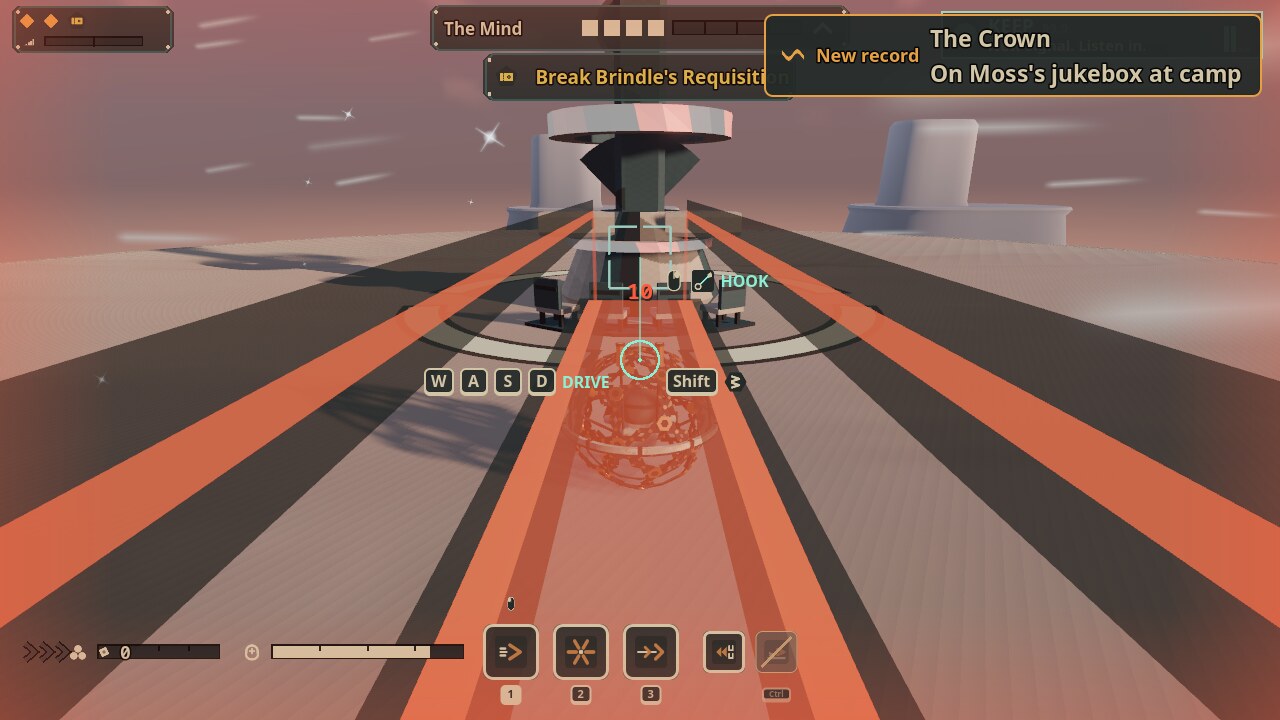 The Mind
Break Brindle's Requisiti
New record
The Crown
On Moss's jukebox at camp
10
HOOK
W A S D DRIVE Shift
0
1 2 3 Ctrl